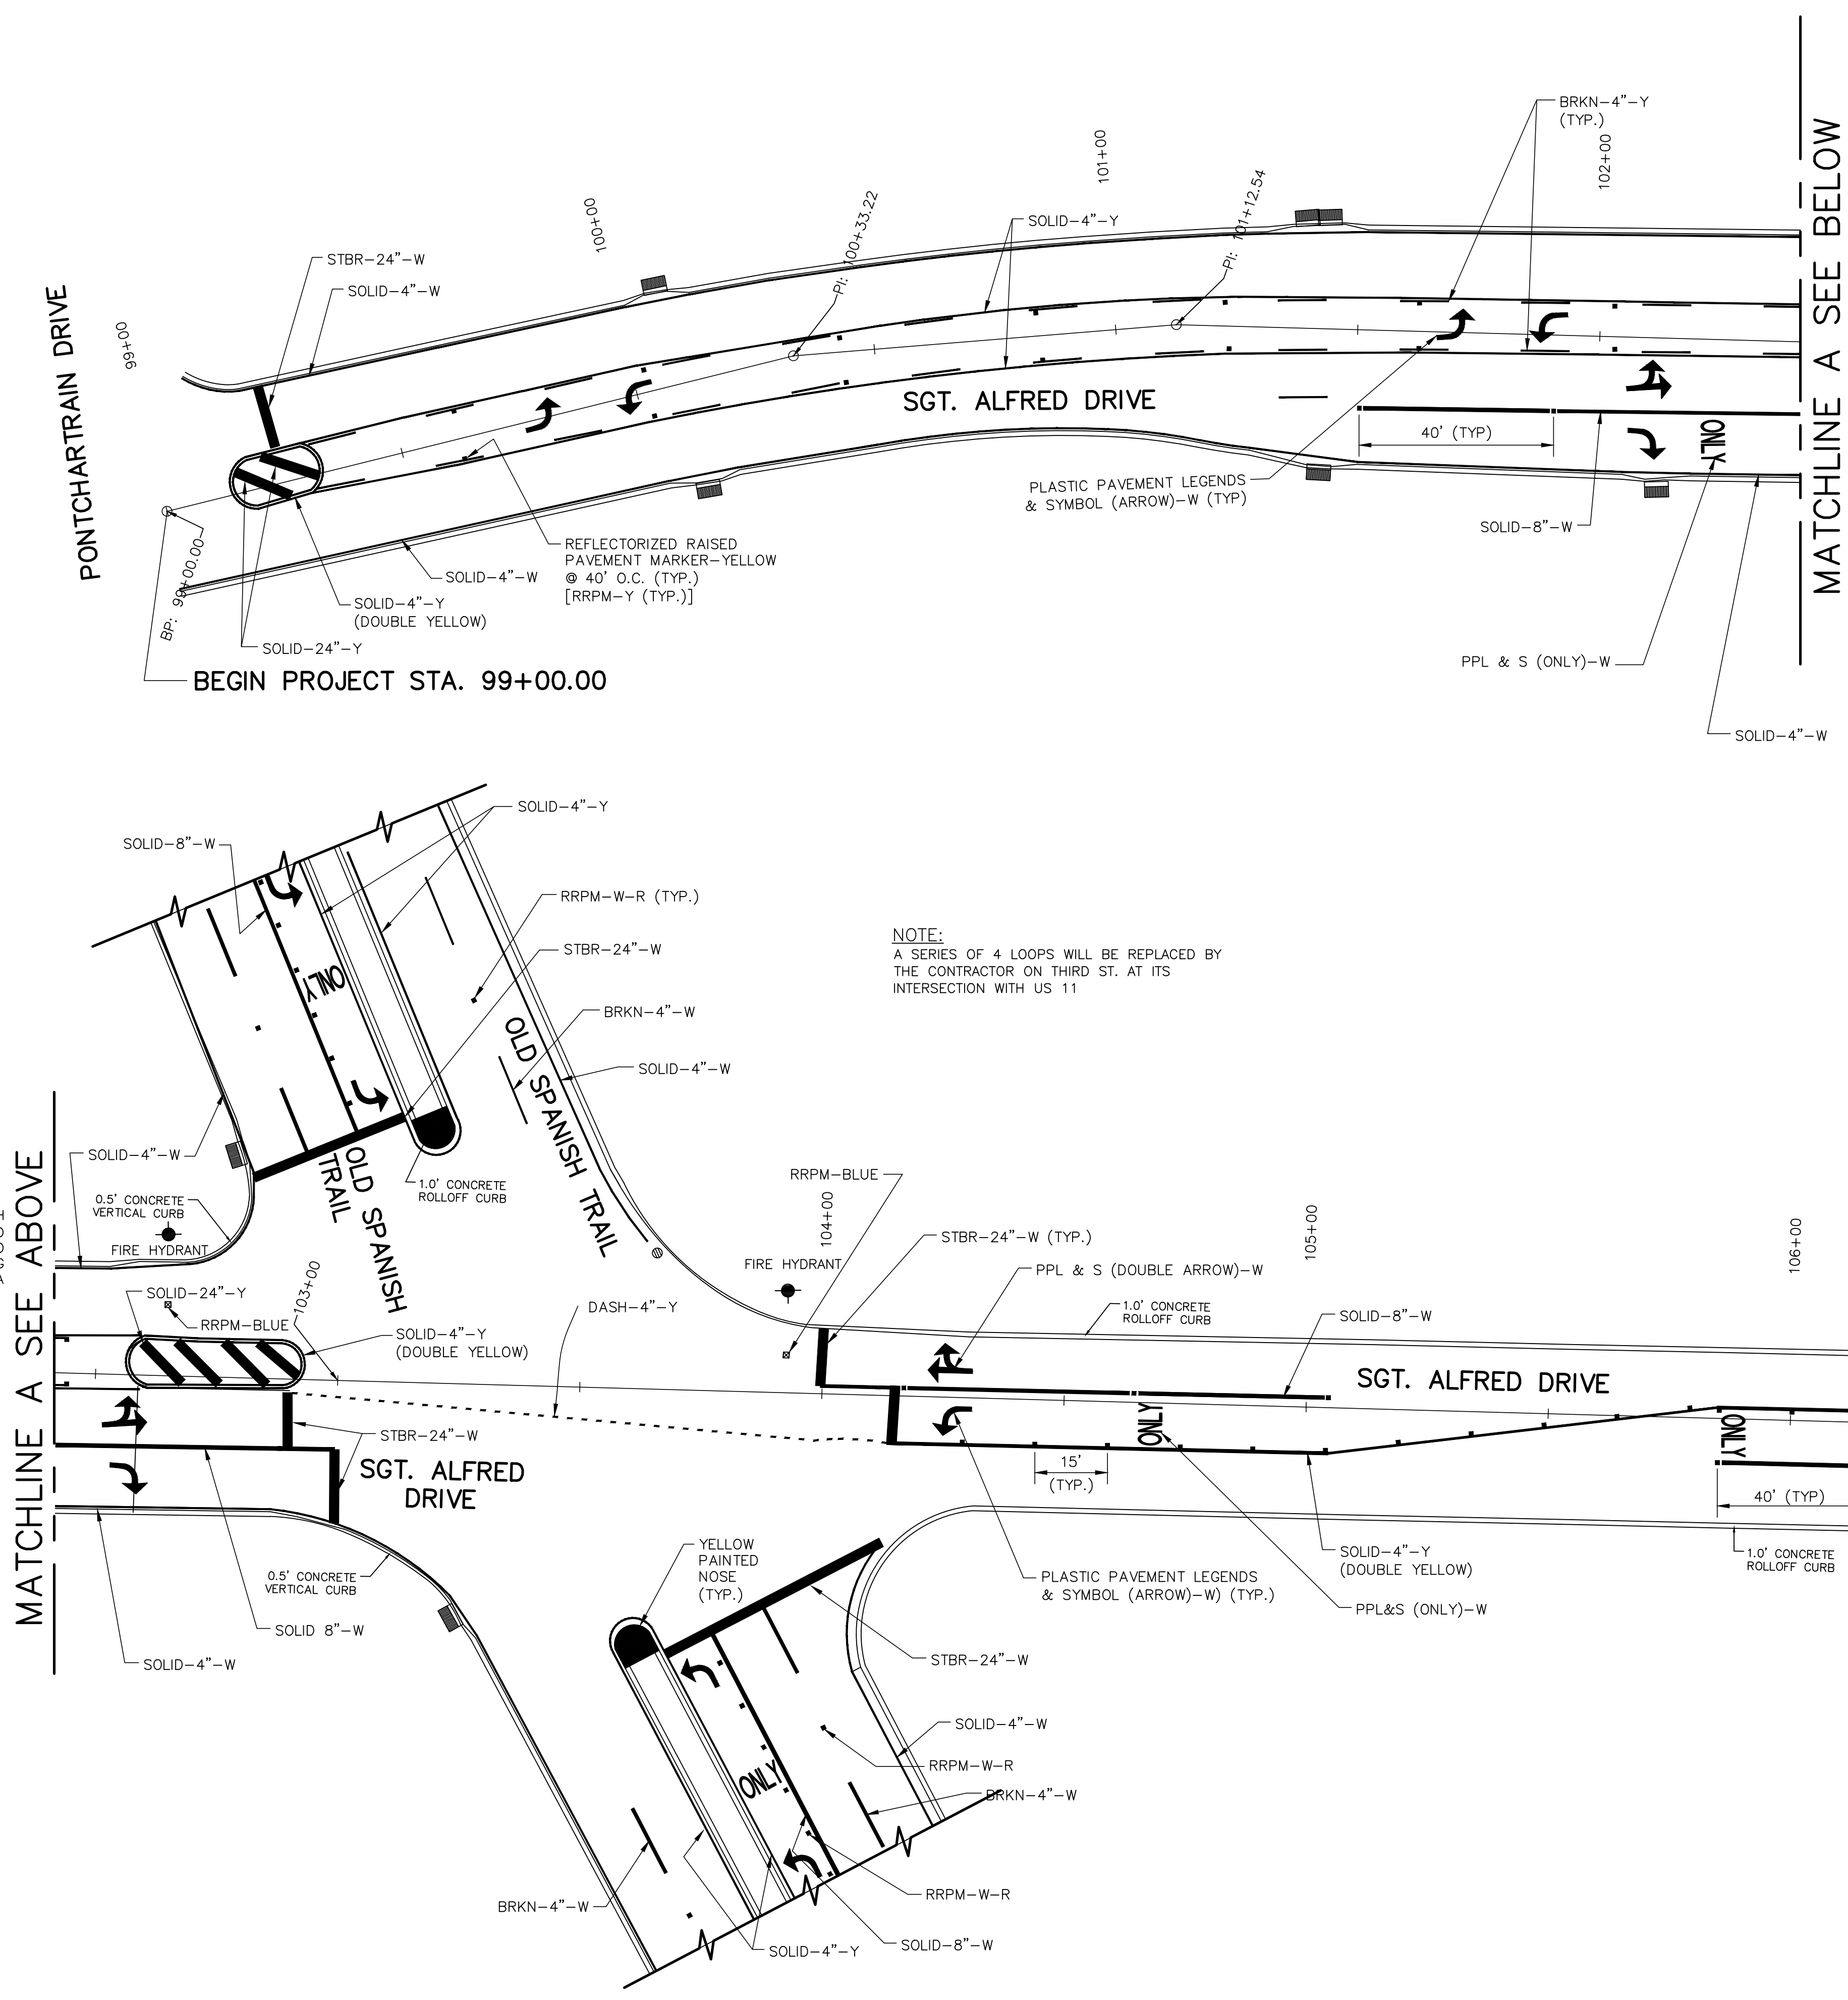 BRKN-4"-Y
(TYP.)
101+00
102+00
100+00
PI: 100+33.22
PI: 101+12.54
SOLID-4"-Y
STBR-24"-W
SOLID-4"-W
99+00
PONTCHARTRAIN DRIVE
MATCHLINE A SEE BELOW
SGT. ALFRED DRIVE
40' (TYP)
ONLY
PLASTIC PAVEMENT LEGENDS
& SYMBOL (ARROW)-W (TYP)
SOLID-8"-W
REFLECTORIZED RAISED
PAVEMENT MARKER-YELLOW
@ 40' O.C. (TYP.)
[RRPM-Y (TYP.)]
SOLID-4"-W
SOLID-4"-Y
(DOUBLE YELLOW)
BP: 99+00.00
SOLID-24"-Y
PPL & S (ONLY)-W
BEGIN PROJECT STA. 99+00.00
SOLID-4"-W
SOLID-4"-Y
SOLID-8"-W
RRPM-W-R (TYP.)
STBR-24"-W
ONLY
NOTE:
A SERIES OF 4 LOOPS WILL BE REPLACED BY
THE CONTRACTOR ON THIRD ST. AT ITS
INTERSECTION WITH US 11
BRKN-4"-W
OLD SPANISH TRAIL
SOLID-4"-W
SOLID-4"-W
OLD SPANISH
TRAIL
1.0' CONCRETE
ROLLOFF CURB
0.5' CONCRETE
VERTICAL CURB
FIRE HYDRANT
MATCHLINE A SEE ABOVE
RRPM-BLUE
104+00
105+00
106+00
STBR-24"-W (TYP.)
FIRE HYDRANT
PPL & S (DOUBLE ARROW)-W
103+00
SOLID-24"-Y
RRPM-BLUE
DASH-4"-Y
1.0' CONCRETE
ROLLOFF CURB
SOLID-8"-W
SOLID-4"-Y
(DOUBLE YELLOW)
SGT. ALFRED DRIVE
ONLY
ONLY
STBR-24"-W
SGT. ALFRED
DRIVE
15'
(TYP.)
40' (TYP)
YELLOW
PAINTED
NOSE
(TYP.)
SOLID-4"-Y
(DOUBLE YELLOW)
1.0' CONCRETE
ROLLOFF CURB
0.5' CONCRETE
VERTICAL CURB
PLASTIC PAVEMENT LEGENDS
& SYMBOL (ARROW)-W) (TYP.)
PPL&S (ONLY)-W
SOLID 8"-W
SOLID-4"-W
STBR-24"-W
SOLID-4"-W
RRPM-W-R
ONLY
BRKN-4"-W
RRPM-W-R
BRKN-4"-W
SOLID-8"-W
SOLID-4"-Y